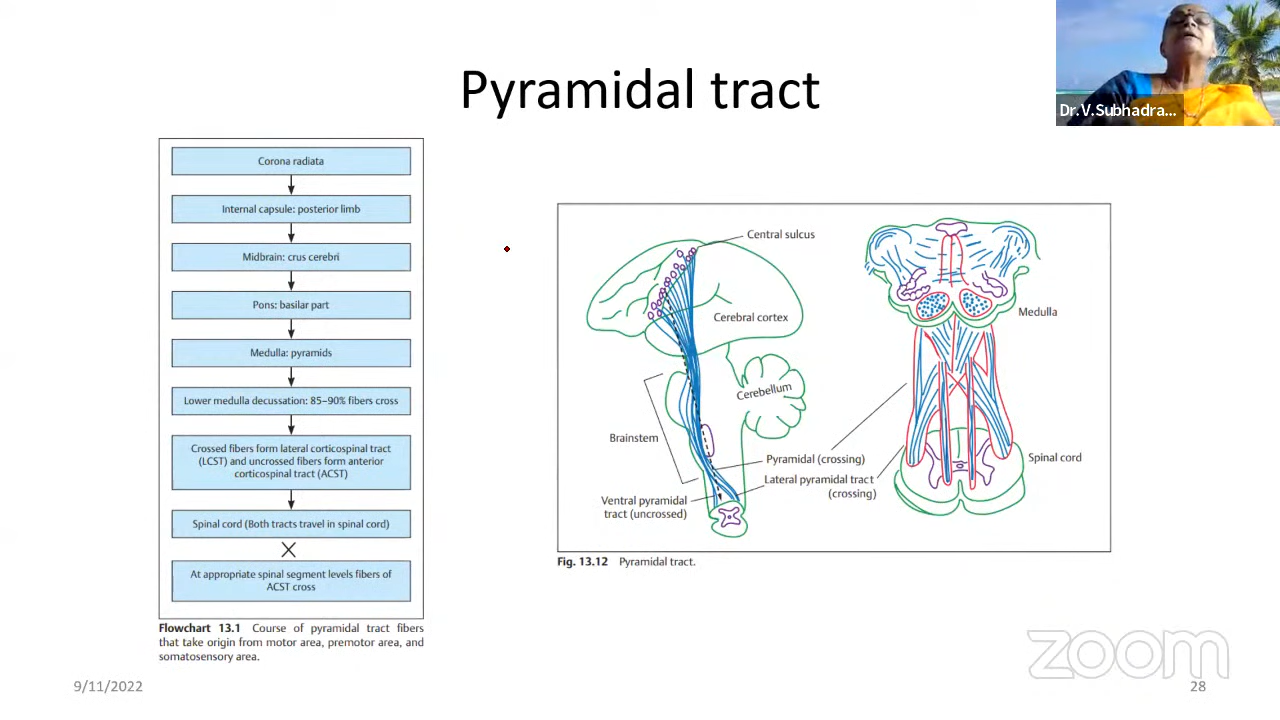 Pyramidal tract
Dr.V.Subhadra...
Corona radiata
Internal capsule: posterior limb
Midbrain: crus cerebri
Pons: basilar part
Medulla: pyramids
Lower medulla decussation: 85–90% fibers cross
Crossed fibers form lateral corticospinal tract
(LCST) and uncrossed fibers form anterior
corticospinal tract (ACST)
Spinal cord (Both tracts travel in spinal cord)
At appropriate spinal segment levels fibers of
ACST cross
Flowchart 13.1 Course of pyramidal tract fibers
that take origin from motor area, premotor area, and
somatosensory area.
Central sulcus
Cerebral cortex
Cerebellum
Brainstem
Pyramidal (crossing)
Lateral pyramidal tract
(crossing)
Ventral pyramidal
tract (uncrossed)
Medulla
Spinal cord
Fig. 13.12 Pyramidal tract.
zoom
9/11/2022
28